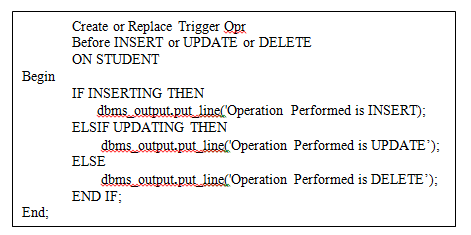 Create or Replace Trigger Opr
Before INSERT or UPDATE or DELETE
ON STUDENT
Begin
IF INSERTING THEN
dbms_output.put_line('Operation Performed is INSERT);
ELSIF UPDATING THEN
dbms_output.put_line('Operation Performed is UPDATE’);
ELSE
dbms_output.put_line('Operation Performed is DELETE’);
END IF;
End;